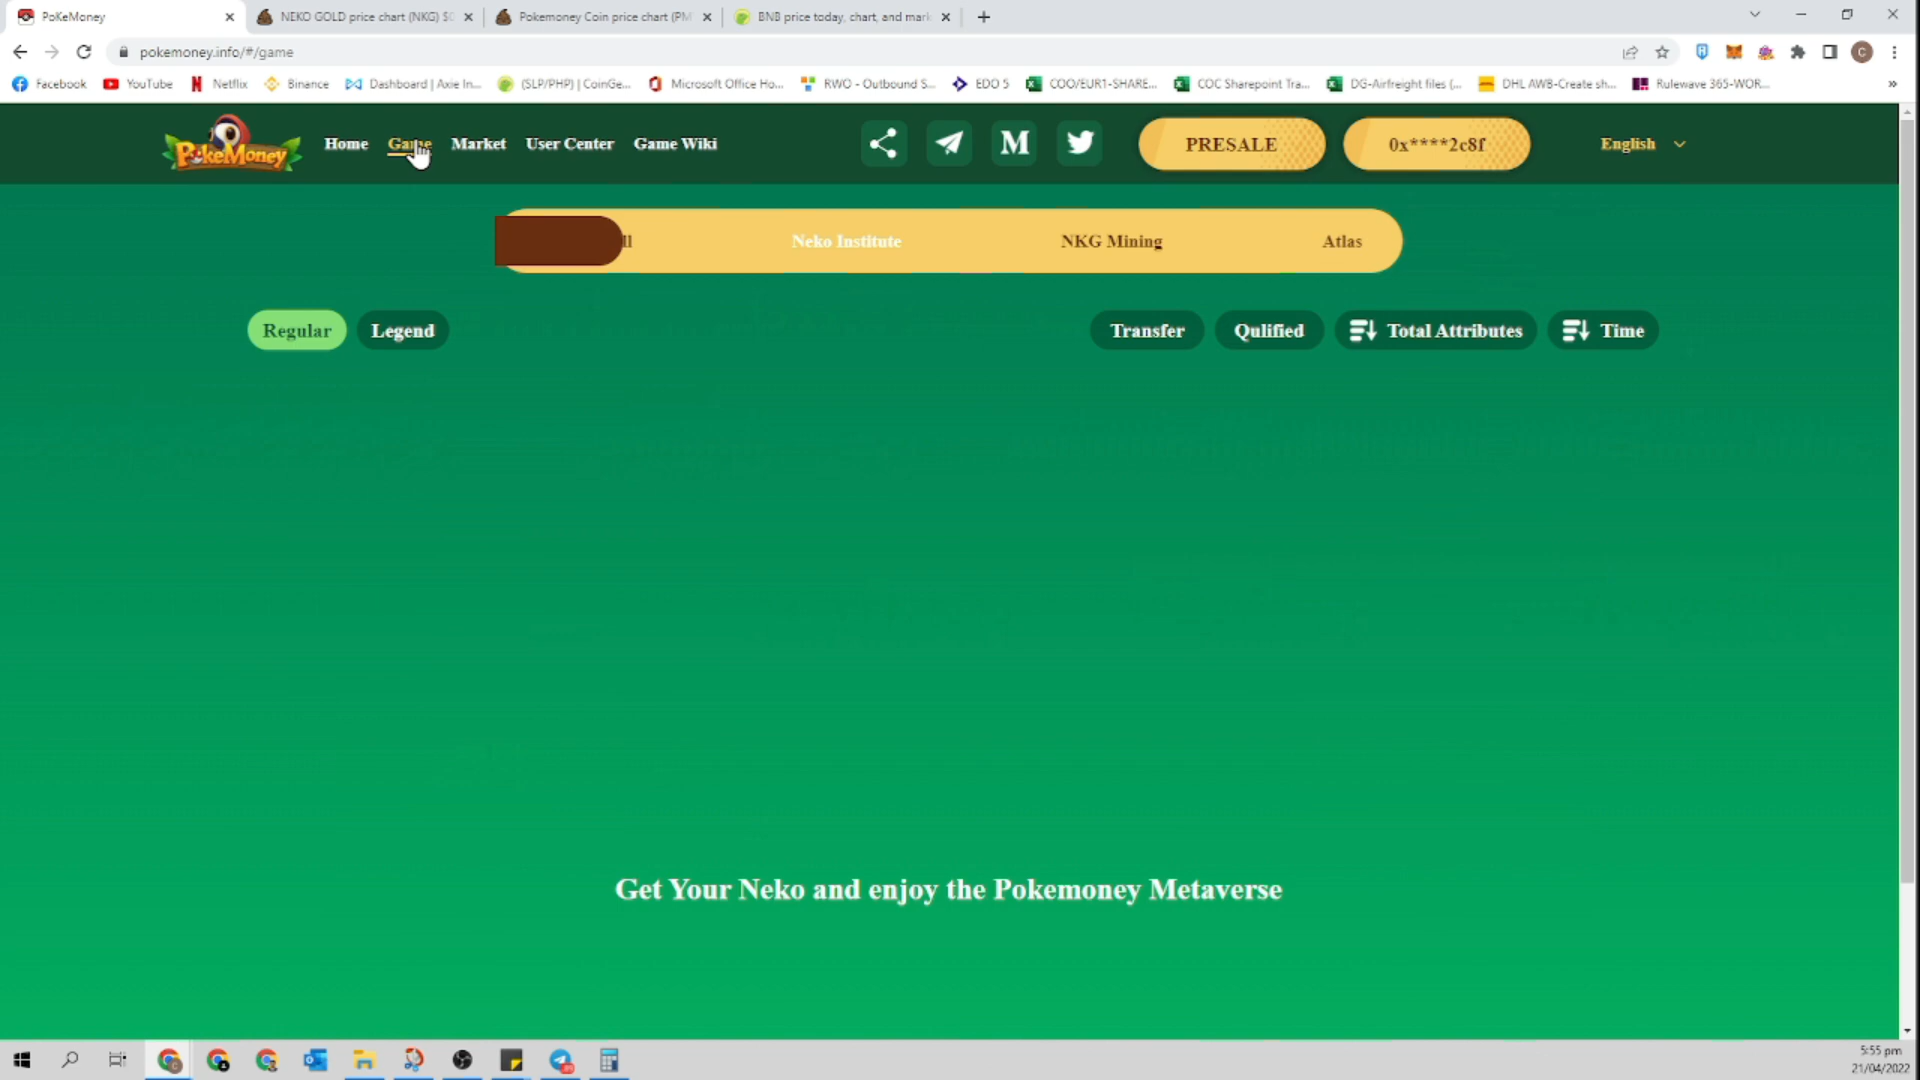 PoKeMoney
NEKO GOLD price chart (NKG) $0
Pokemoney Coin price chart (PM
BNB price today, chart, and mark
pokemoney.info/#/game
C
Facebook
YouTube
Netflix
Binance
Dashboard | Axie In...
(SLP/PHP) | CoinGe...
Microsoft Office Ho...
RWO - Outbound S...
EDO 5
COO/EUR1-SHARE...
COC Sharepoint Tra...
DG-Airfreight files (...
DHL AWB-Create sh...
Rulewave 365-WOR...
»
PokeMoney
Home
Game
Market
User Center
Game Wiki
M
PRESALE
0x****2c8f
English
ll
Neko Institute
NKG Mining
Atlas
Regular
Legend
Transfer
Qulified
Total Attributes
Time
Get Your Neko and enjoy the Pokemoney Metaverse
5:55 pm
21/04/2022